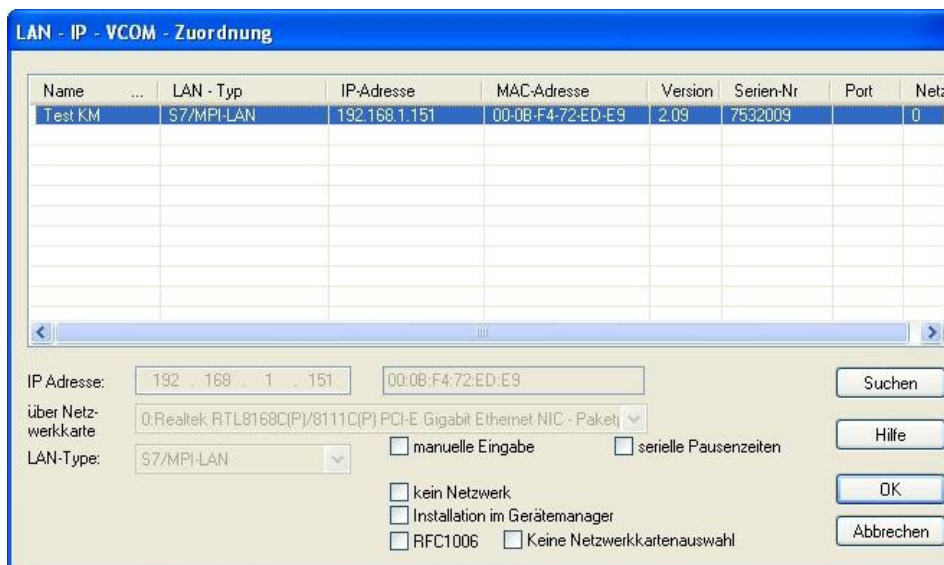 LAN - IP - VCOM - Zuordnung
Name ... LAN - Typ IP-Adresse MAC-Adresse Version Serien-Nr Port Netz
Test KM S7/MPI-LAN 192.168.1.151 00-0B-F4-72-ED-E9 2.09 7532009 0
IP Adresse: 192 . 168 . 1 . 151 00:0B:F4:72:ED:E9 Suchen
über Netz-
werkkarte 0:Realtek RTL8168C(P)/8111C(P) PCI-E Gigabit Ethernet NIC - Paket
manuelle Eingabe serielle Pausenzeiten Hilfe
LAN-Type: S7/MPI-LAN
kein Netzwerk OK
Installation im Gerätemanager
RFC1006 Keine Netzwerkkartenauswahl Abbrechen